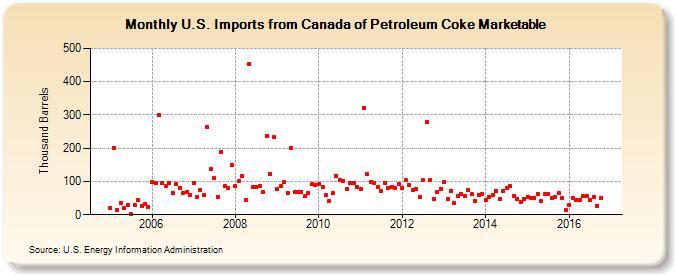 Monthly U.S. Imports from Canada of Petroleum Coke Marketable
Thousand Barrels
500
400
300
200
100
0
2006 2008 2010 2012 2014 2016
Source: U.S. Energy Information Administration